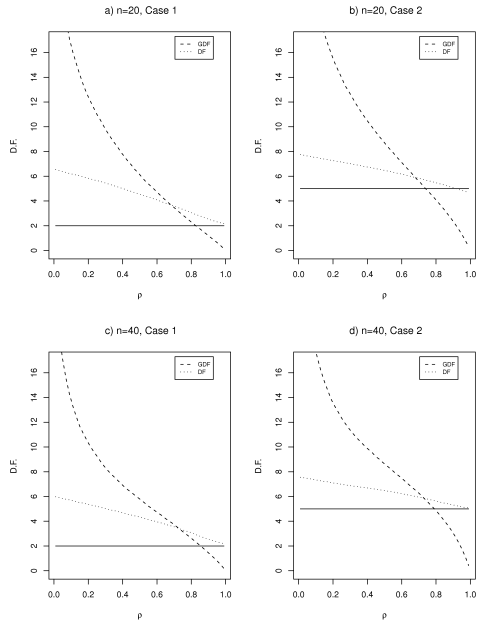 a) n=20, Case 1
GDF
DF
D.F.
0 2 4 6 8 10 12 14 16
0.0 0.2 0.4 0.6 0.8 1.0
ρ
b) n=20, Case 2
GDF
DF
D.F.
0 2 4 6 8 10 12 14 16
0.0 0.2 0.4 0.6 0.8 1.0
ρ
c) n=40, Case 1
GDF
DF
D.F.
0 2 4 6 8 10 12 14 16
0.0 0.2 0.4 0.6 0.8 1.0
ρ
d) n=40, Case 2
GDF
DF
D.F.
0 2 4 6 8 10 12 14 16
0.0 0.2 0.4 0.6 0.8 1.0
ρ